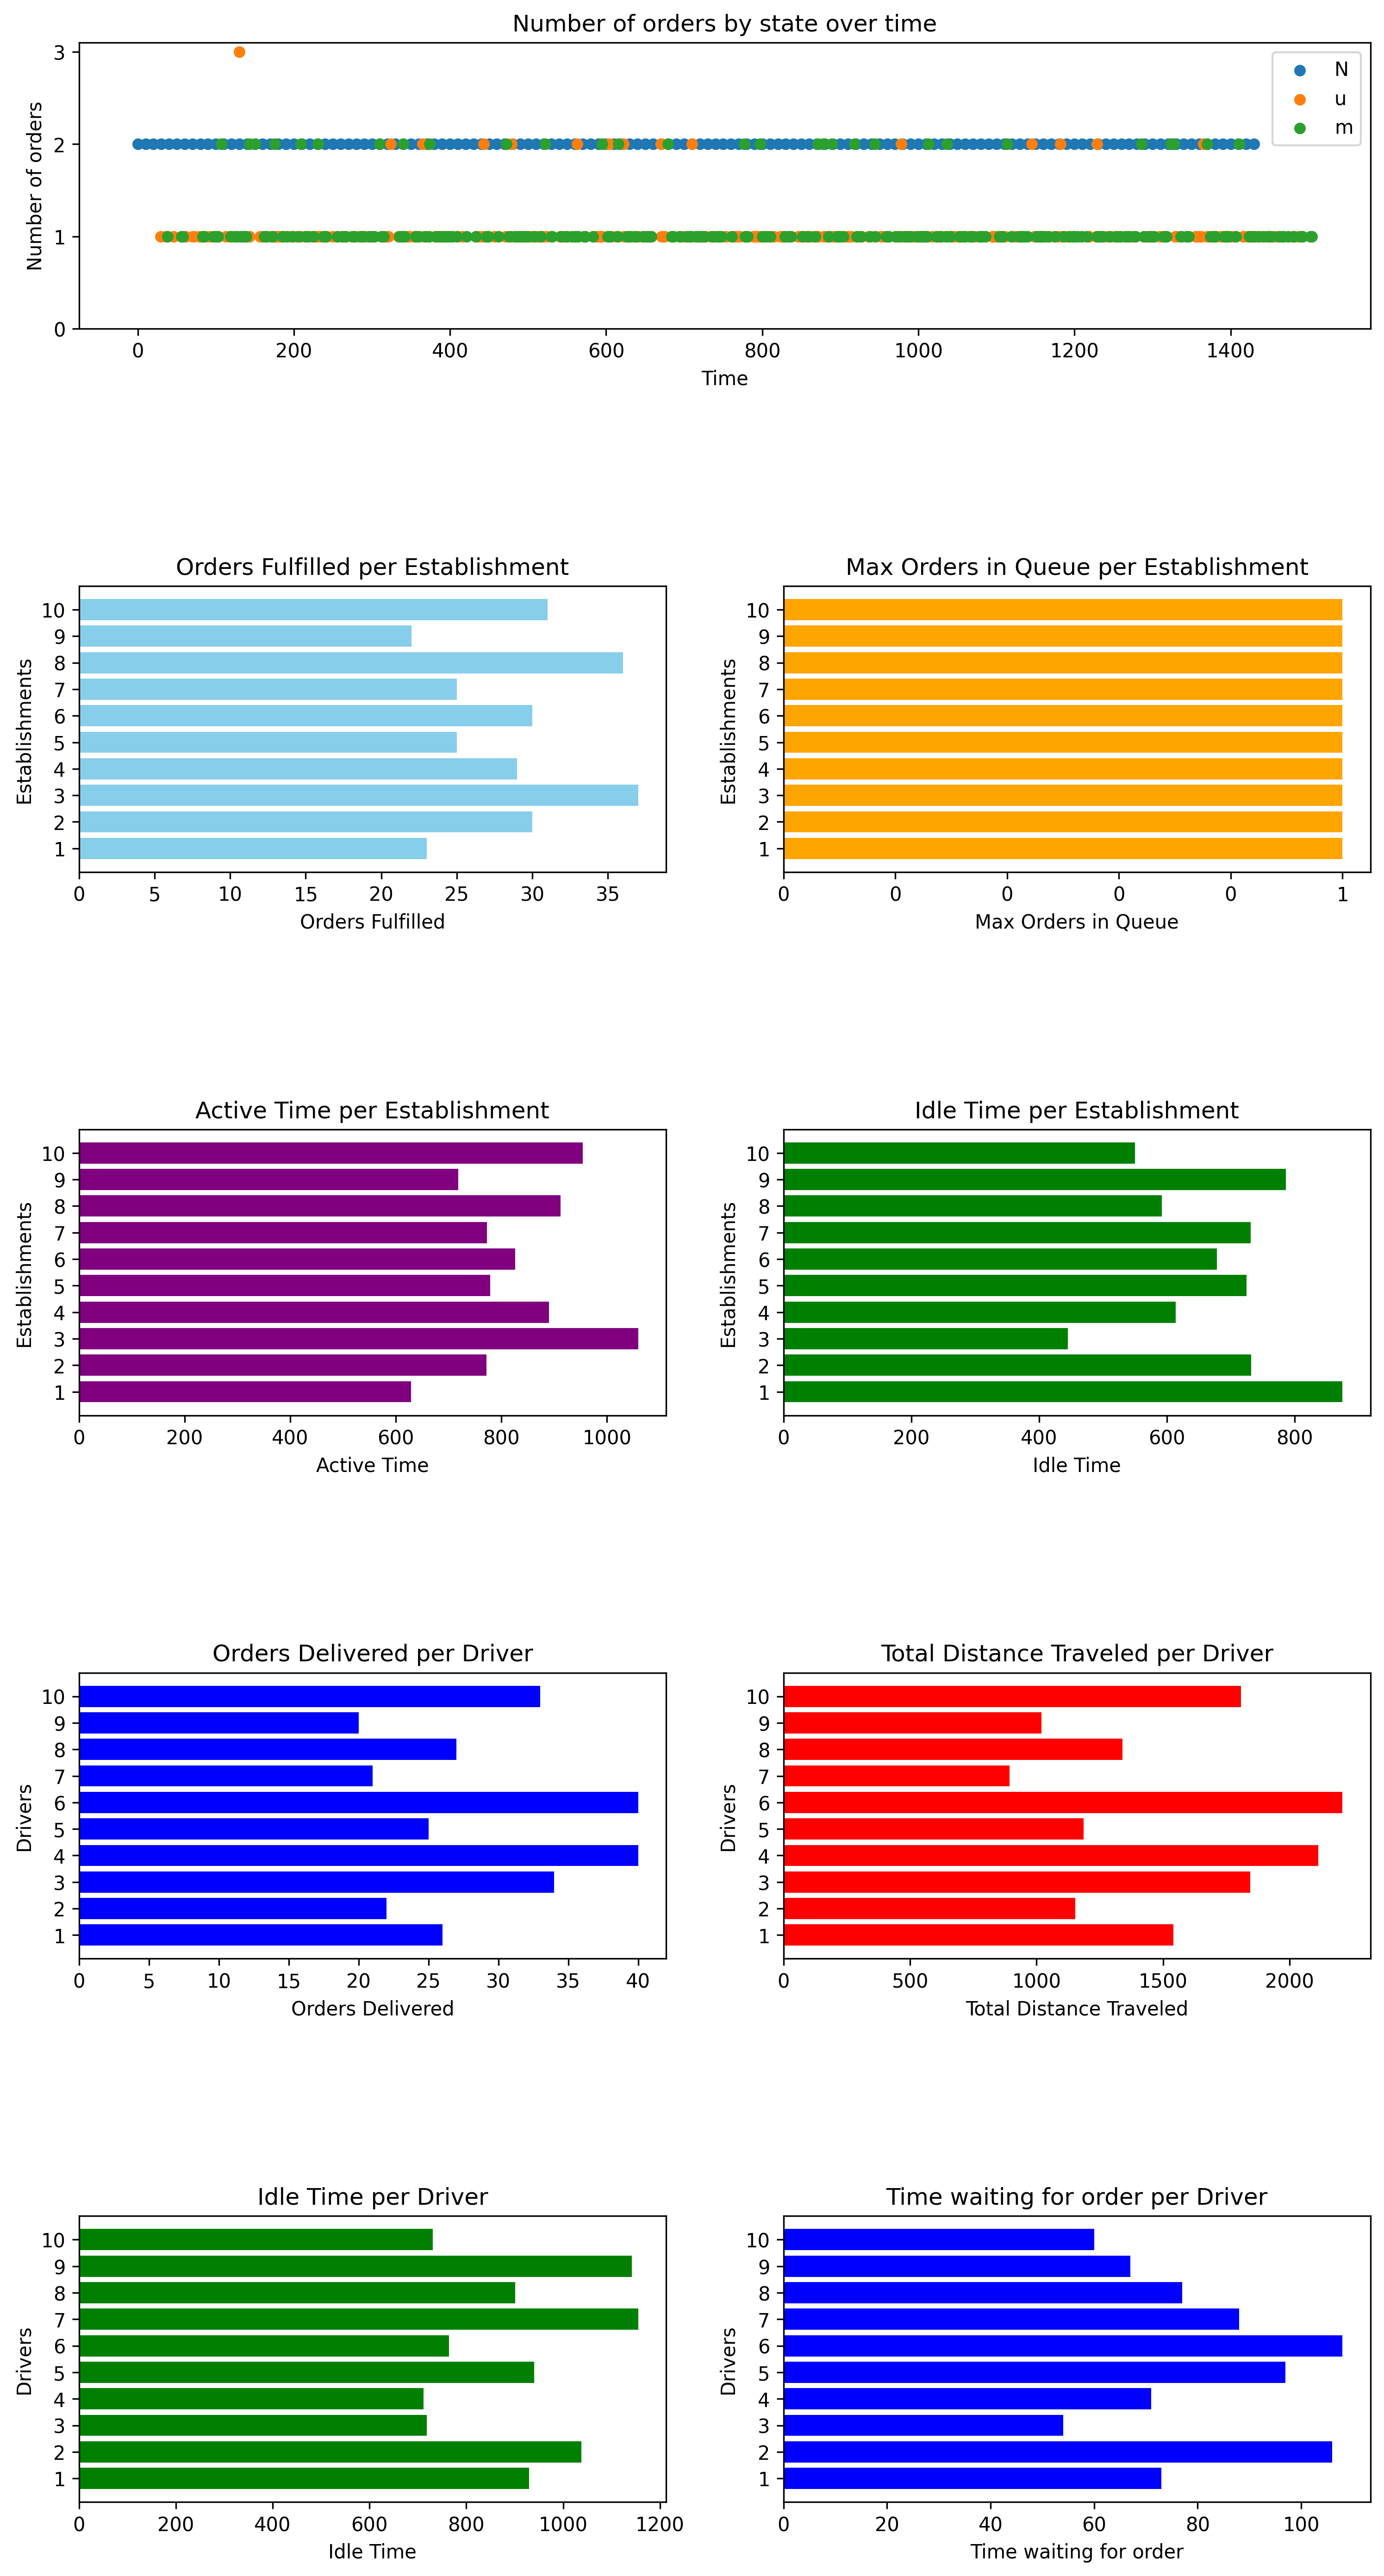 Number of orders by state over time
Number of orders
3
2
1
0
N
u
m
0 200 400 600 800 1000 1200 1400
Time
Orders Fulfilled per Establishment
Establishments
10
9
8
7
6
5
4
3
2
1
0 5 10 15 20 25 30 35
Orders Fulfilled
Max Orders in Queue per Establishment
Establishments
10
9
8
7
6
5
4
3
2
1
0 0 0 0 0 1
Max Orders in Queue
Active Time per Establishment
Establishments
10
9
8
7
6
5
4
3
2
1
0 200 400 600 800 1000
Active Time
Idle Time per Establishment
Establishments
10
9
8
7
6
5
4
3
2
1
0 200 400 600 800
Idle Time
Orders Delivered per Driver
Drivers
10
9
8
7
6
5
4
3
2
1
0 5 10 15 20 25 30 35 40
Orders Delivered
Total Distance Traveled per Driver
Drivers
10
9
8
7
6
5
4
3
2
1
0 500 1000 1500 2000
Total Distance Traveled
Idle Time per Driver
Drivers
10
9
8
7
6
5
4
3
2
1
0 200 400 600 800 1000 1200
Idle Time
Time waiting for order per Driver
Drivers
10
9
8
7
6
5
4
3
2
1
0 20 40 60 80 100
Time waiting for order